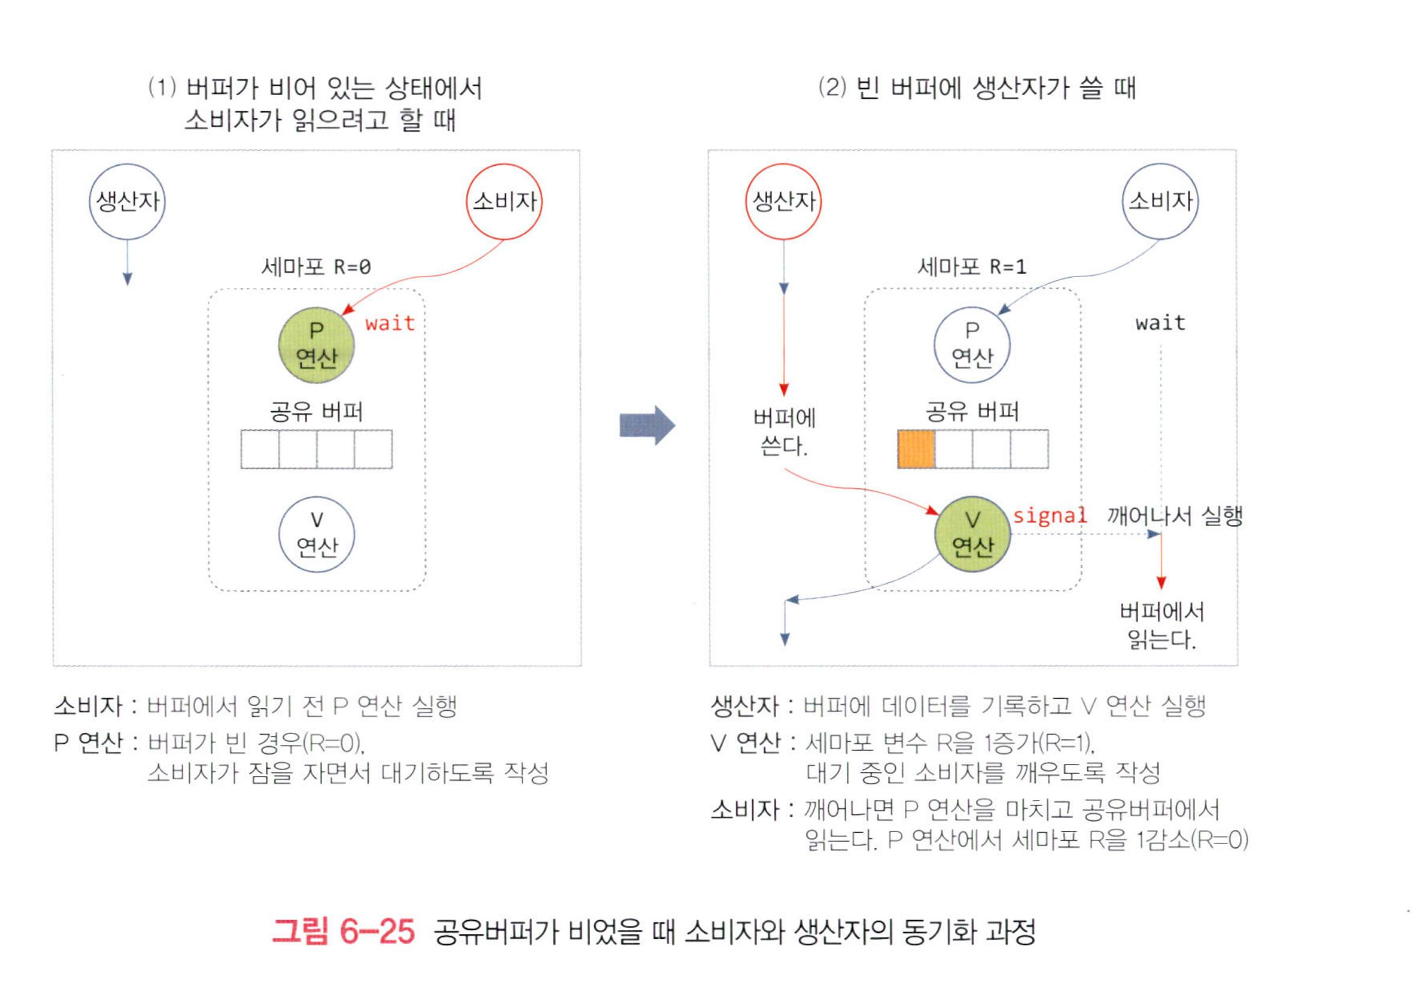 (1) 버퍼가 비어 있는 상태에서
소비자가 읽으려고 할 때
생산자
소비자
세마포 R=0
P
연산
wait
공유 버퍼
V
연산
(2) 빈 버퍼에 생산자가 쓸 때
생산자
소비자
세마포 R=1
P
연산
wait
버퍼에
쓴다.
공유 버퍼
V
연산
signal
깨어나서 실행
버퍼에서
읽는다.
소비자 : 버퍼에서 읽기 전 P 연산 실행
P 연산 : 버퍼가 빈 경우(R=0),
소비자가 잠을 자면서 대기하도록 작성
생산자 : 버퍼에 데이터를 기록하고 V 연산 실행
V 연산 : 세마포 변수 R을 1증가(R=1),
대기 중인 소비자를 깨우도록 작성
소비자 : 깨어나면 P 연산을 마치고 공유버퍼에서
읽는다. P 연산에서 세마포 R을 1감소(R=0)
그림 6-25 공유버퍼가 비었을 때 소비자와 생산자의 동기화 과정